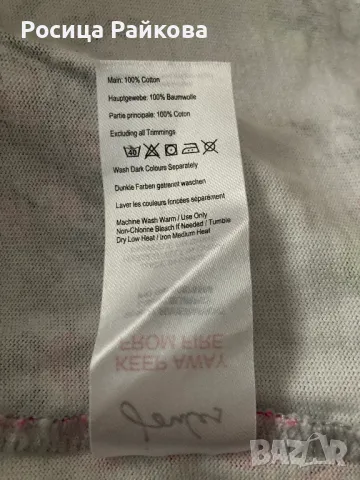 Росица Райкова
Main: 100% Cotton
Hauptgewebe: 100% Baumwolle
Partie principale: 100% Coton
Excluding all Trimmings
40
Wash Dark Colours Separately
Dunkle Farben getrennt waschen
Laver les couleurs foncées séparément
Machine Wash Warm / Use Only
Non-Chlorine Bleach If Needed / Tumble
Dry Low Heat / Iron Medium Heat
KEEP AWAY
FROM FIRE
BAZAR